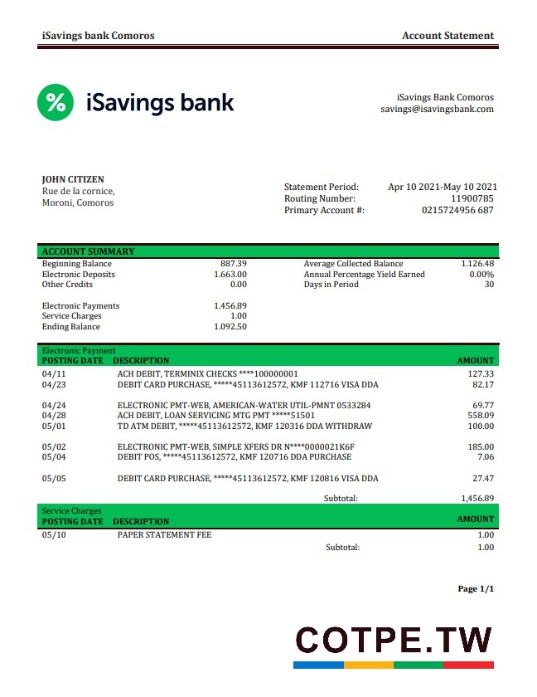 iSavings bank Comoros Account Statement
% iSavings bank
iSavings Bank Comoros
savings@isavingsbank.com
JOHN CITIZEN
Rue de la cornice,
Moroni, Comoros
Statement Period: Apr 10 2021-May 10 2021
Routing Number: 11900785
Primary Account #: 0215724956 687
ACCOUNT SUMMARY
Beginning Balance 887.39 Average Collected Balance 1.126.48
Electronic Deposits 1.663.00 Annual Percentage Yield Earned 0.00%
Other Credits 0.00 Days in Period 30
Electronic Payments 1.456.89
Service Charges 1.00
Ending Balance 1.092.50
Electronic Payment
POSTING DATE DESCRIPTION AMOUNT
04/11 ACH DEBIT, TERMINIX CHECKS ****100000001 127.33
04/23 DEBIT CARD PURCHASE, *****45113612572, KMF 112716 VISA DDA 82.17
04/24 ELECTRONIC PMT-WEB, AMERICAN-WATER UTIL-PMNT 0533284 69.77
04/28 ACH DEBIT, LOAN SERVICING MTG PMT *****51501 558.09
05/01 TD ATM DEBIT, *****45113612572, KMF 120316 DDA WITHDRAW 100.00
05/02 ELECTRONIC PMT-WEB, SIMPLE XFERS DR N****0000021K6F 185.00
05/04 DEBIT POS, *****45113612572, KMF 120716 DDA PURCHASE 7.06
05/05 DEBIT CARD PURCHASE, *****45113612572, KMF 120816 VISA DDA 27.47
Subtotal: 1,456.89
Service Charges
POSTING DATE DESCRIPTION AMOUNT
05/10 PAPER STATEMENT FEE 1.00
Subtotal: 1.00
Page 1/1
COTPE.TW